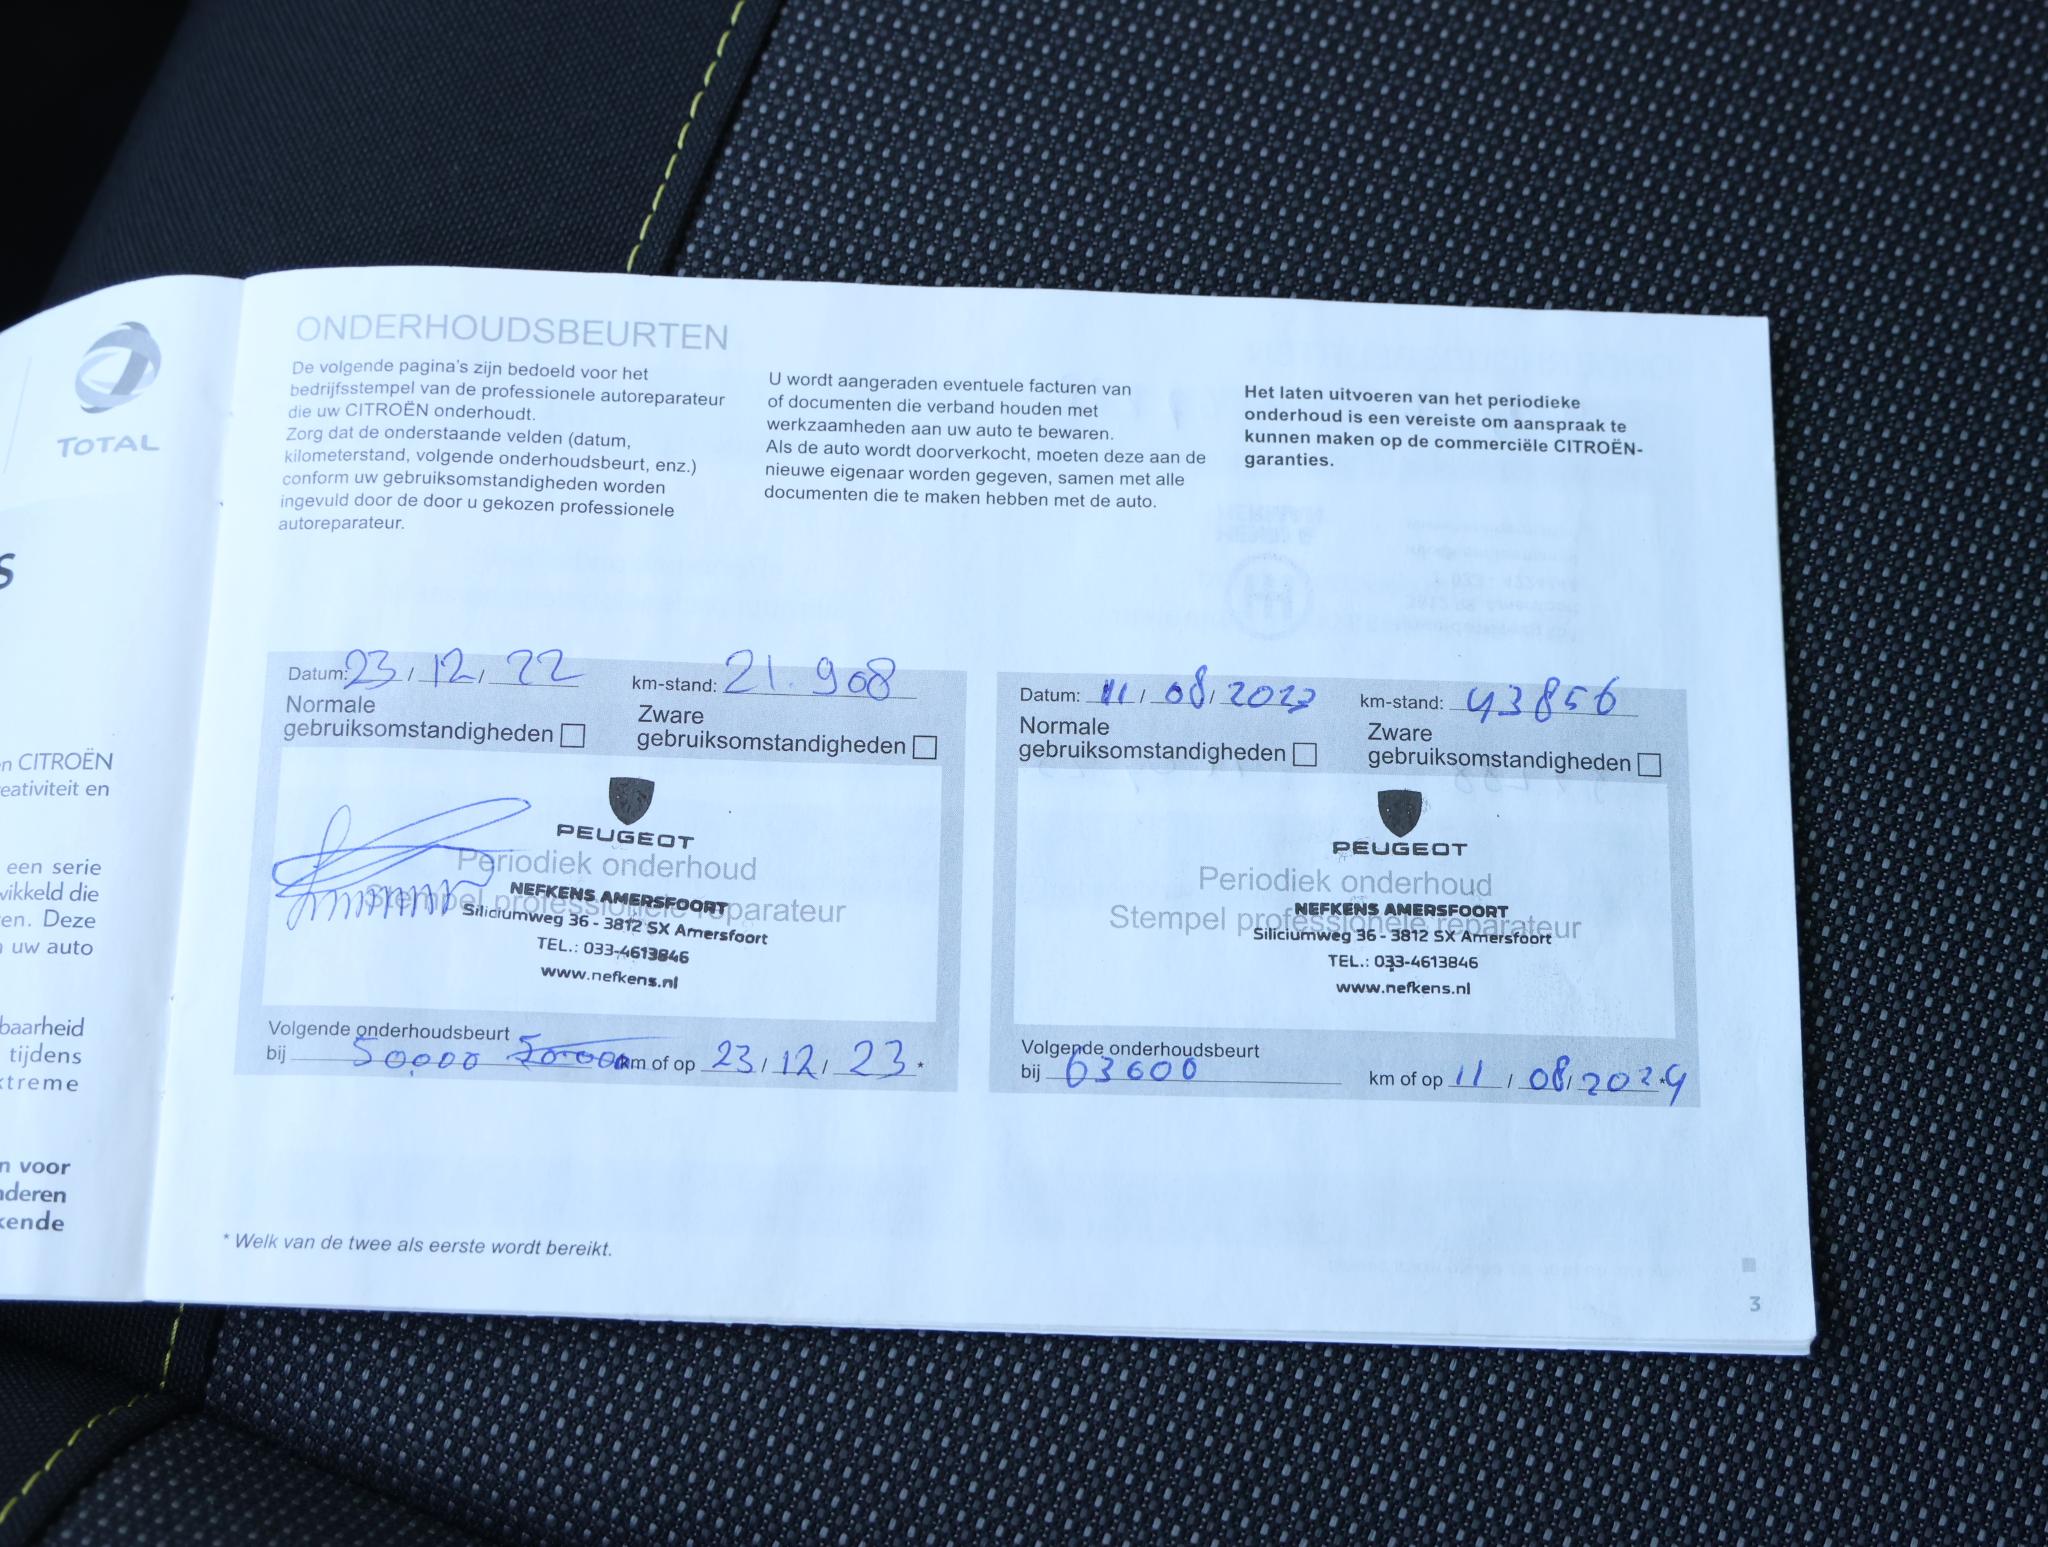 TOTAL
S
n CITROËN
eativiteit en
een serie
wikkeld die
en. Deze
uw auto
baarheid
tijdens
xtreme
n voor
nderen
kende
ONDERHOUDSBEURTEN
De volgende pagina's zijn bedoeld voor het
bedrijfsstempel van de professionele autoreparateur
die uw CITROËN onderhoudt.
Zorg dat de onderstaande velden (datum,
kilometerstand, volgende onderhoudsbeurt, enz.)
conform uw gebruiksomstandigheden worden
ingevuld door de door u gekozen professionele
autoreparateur.
U wordt aangeraden eventuele facturen van
of documenten die verband houden met
werkzaamheden aan uw auto te bewaren.
Als de auto wordt doorverkocht, moeten deze aan de
nieuwe eigenaar worden gegeven, samen met alle
documenten die te maken hebben met de auto.
Het laten uitvoeren van het periodieke
onderhoud is een vereiste om aanspraak te
kunnen maken op de commerciële CITROËN-
garanties.
Datum: 23 / 12 / 22 km-stand: 21.908
Normale
gebruiksomstandigheden
Zware
gebruiksomstandigheden
PEUGEOT
Periodiek onderhoud
Stempel professionele reparateur
NEFKENS AMERSFOORT
Siliciumweg 36 - 3812 SX Amersfoort
TEL.: 033-4613846
www.nefkens.nl
Volgende onderhoudsbeurt
bij 50.000 km of op 23 / 12 / 23 *
Datum: 11 / 08 / 2023 km-stand: 43856
Normale
gebruiksomstandigheden
Zware
gebruiksomstandigheden
PEUGEOT
Periodiek onderhoud
Stempel professionele reparateur
NEFKENS AMERSFOORT
Siliciumweg 36 - 3812 SX Amersfoort
TEL.: 033-4613846
www.nefkens.nl
Volgende onderhoudsbeurt
bij 63600 km of op 11 / 08 / 2024 *
* Welk van de twee als eerste wordt bereikt.
3